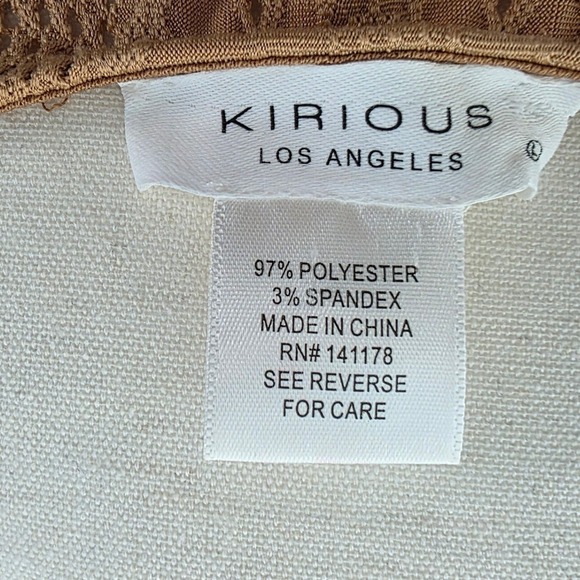 KIRIOUS
LOS ANGELES
97% POLYESTER
3% SPANDEX
MADE IN CHINA
RN# 141178
SEE REVERSE
FOR CARE